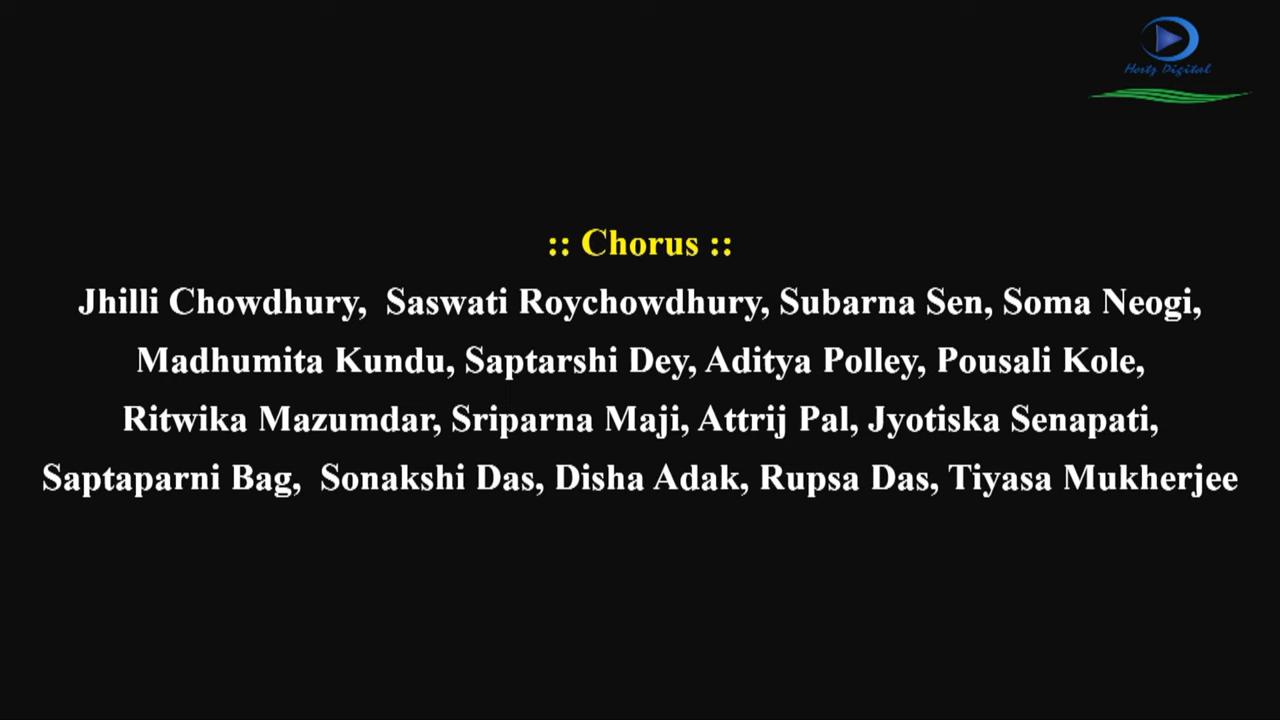 Hertz Digital
:: Chorus ::
Jhilli Chowdhury, Saswati Roychowdhury, Subarna Sen, Soma Neogi,
Madhumita Kundu, Saptarshi Dey, Aditya Polley, Pousali Kole,
Ritwika Mazumdar, Sriparna Maji, Attrij Pal, Jyotiska Senapati,
Saptaparni Bag, Sonakshi Das, Disha Adak, Rupsa Das, Tiyasa Mukherjee